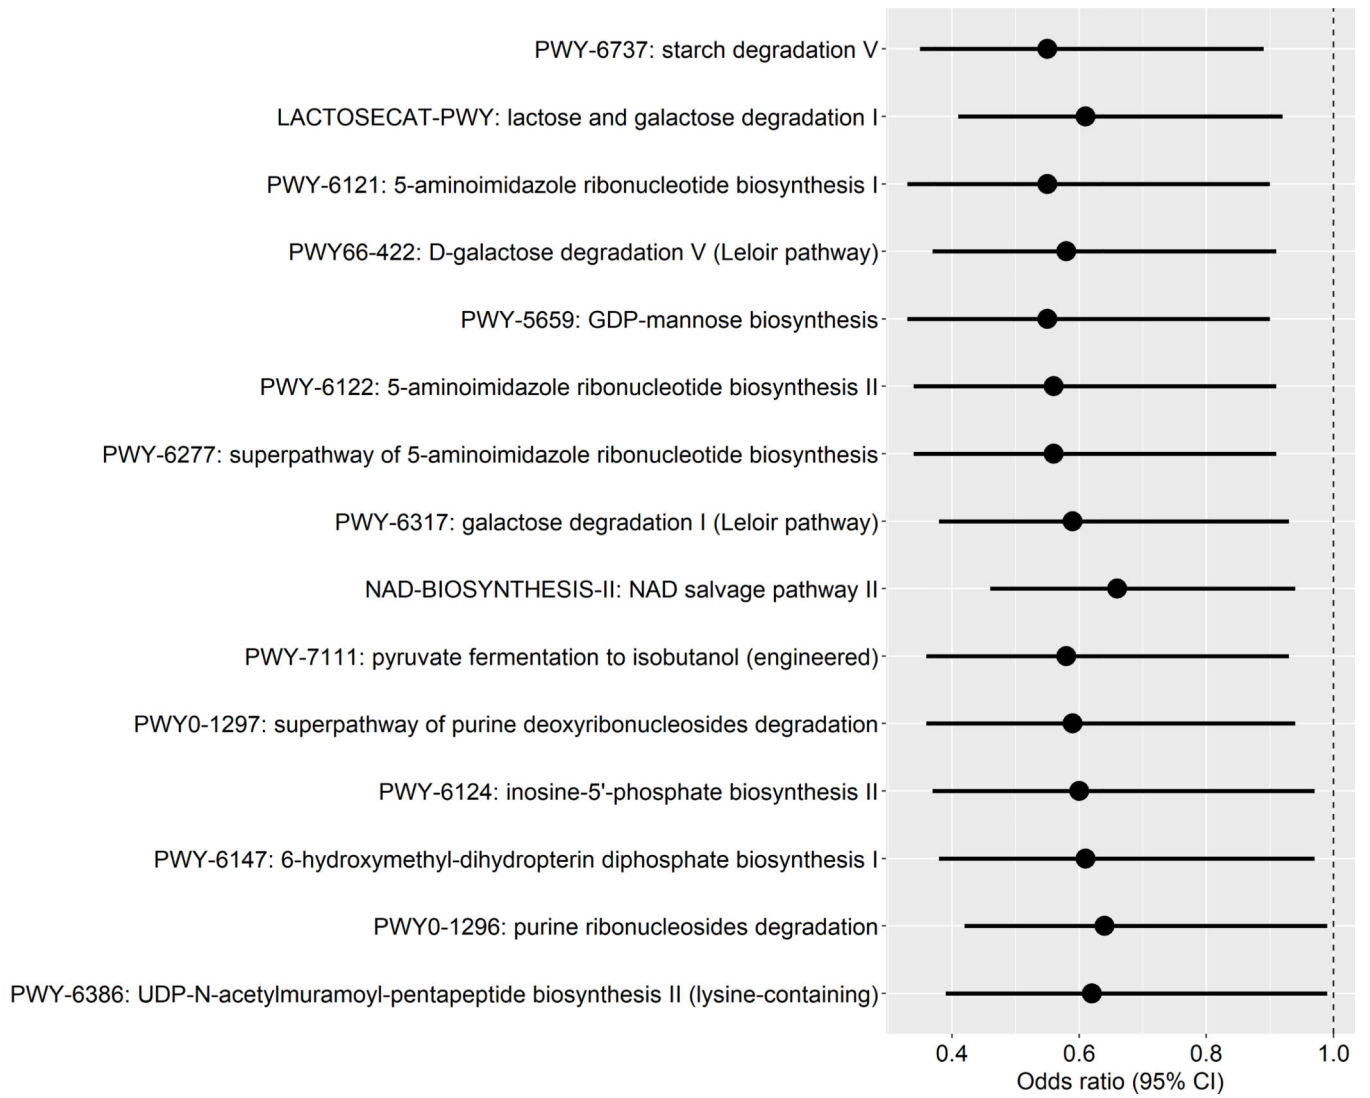 PWY-6737: starch degradation V
LACTOSECAT-PWY: lactose and galactose degradation I
PWY-6121: 5-aminoimidazole ribonucleotide biosynthesis I
PWY66-422: D-galactose degradation V (Leloir pathway)
PWY-5659: GDP-mannose biosynthesis
PWY-6122: 5-aminoimidazole ribonucleotide biosynthesis II
PWY-6277: superpathway of 5-aminoimidazole ribonucleotide biosynthesis
PWY-6317: galactose degradation I (Leloir pathway)
NAD-BIOSYNTHESIS-II: NAD salvage pathway II
PWY-7111: pyruvate fermentation to isobutanol (engineered)
PWY0-1297: superpathway of purine deoxyribonucleosides degradation
PWY-6124: inosine-5'-phosphate biosynthesis II
PWY-6147: 6-hydroxymethyl-dihydropterin diphosphate biosynthesis I
PWY0-1296: purine ribonucleosides degradation
PWY-6386: UDP-N-acetylmuramoyl-pentapeptide biosynthesis II (lysine-containing)
0.4 0.6 0.8 1.0
Odds ratio (95% CI)